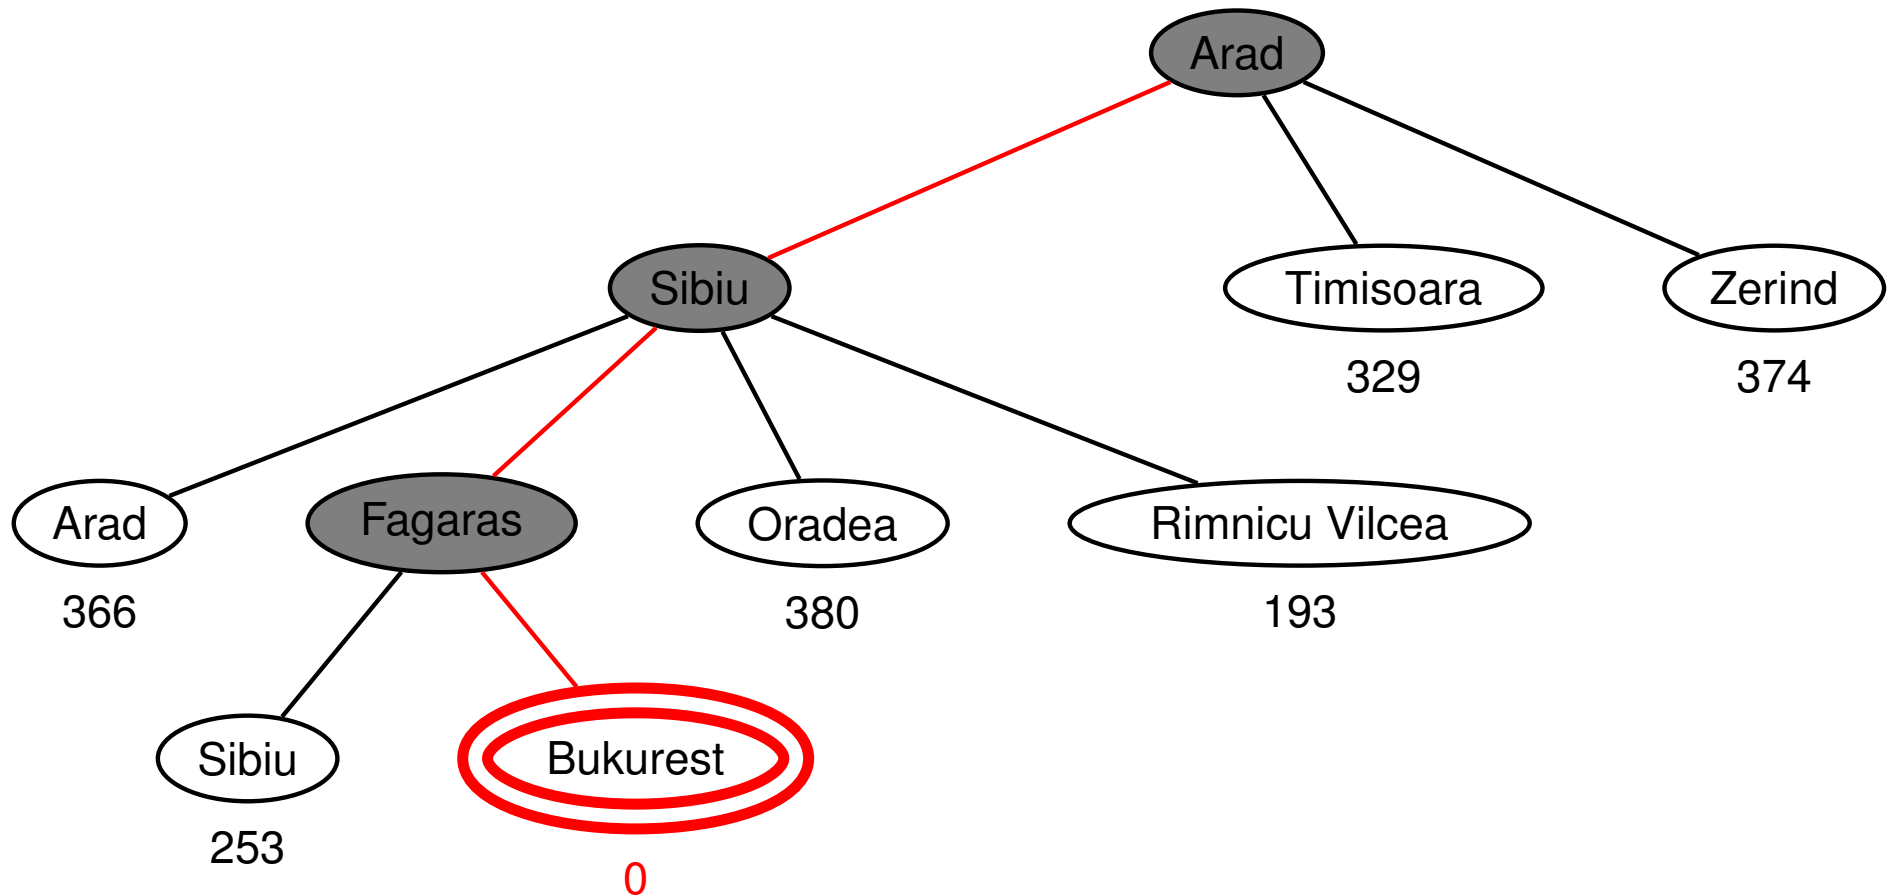 Arad
Sibiu
Timisoara
Zerind
329
374
Arad
Fagaras
Oradea
Rimnicu Vilcea
366
380
193
Sibiu
Bukurest
253
0